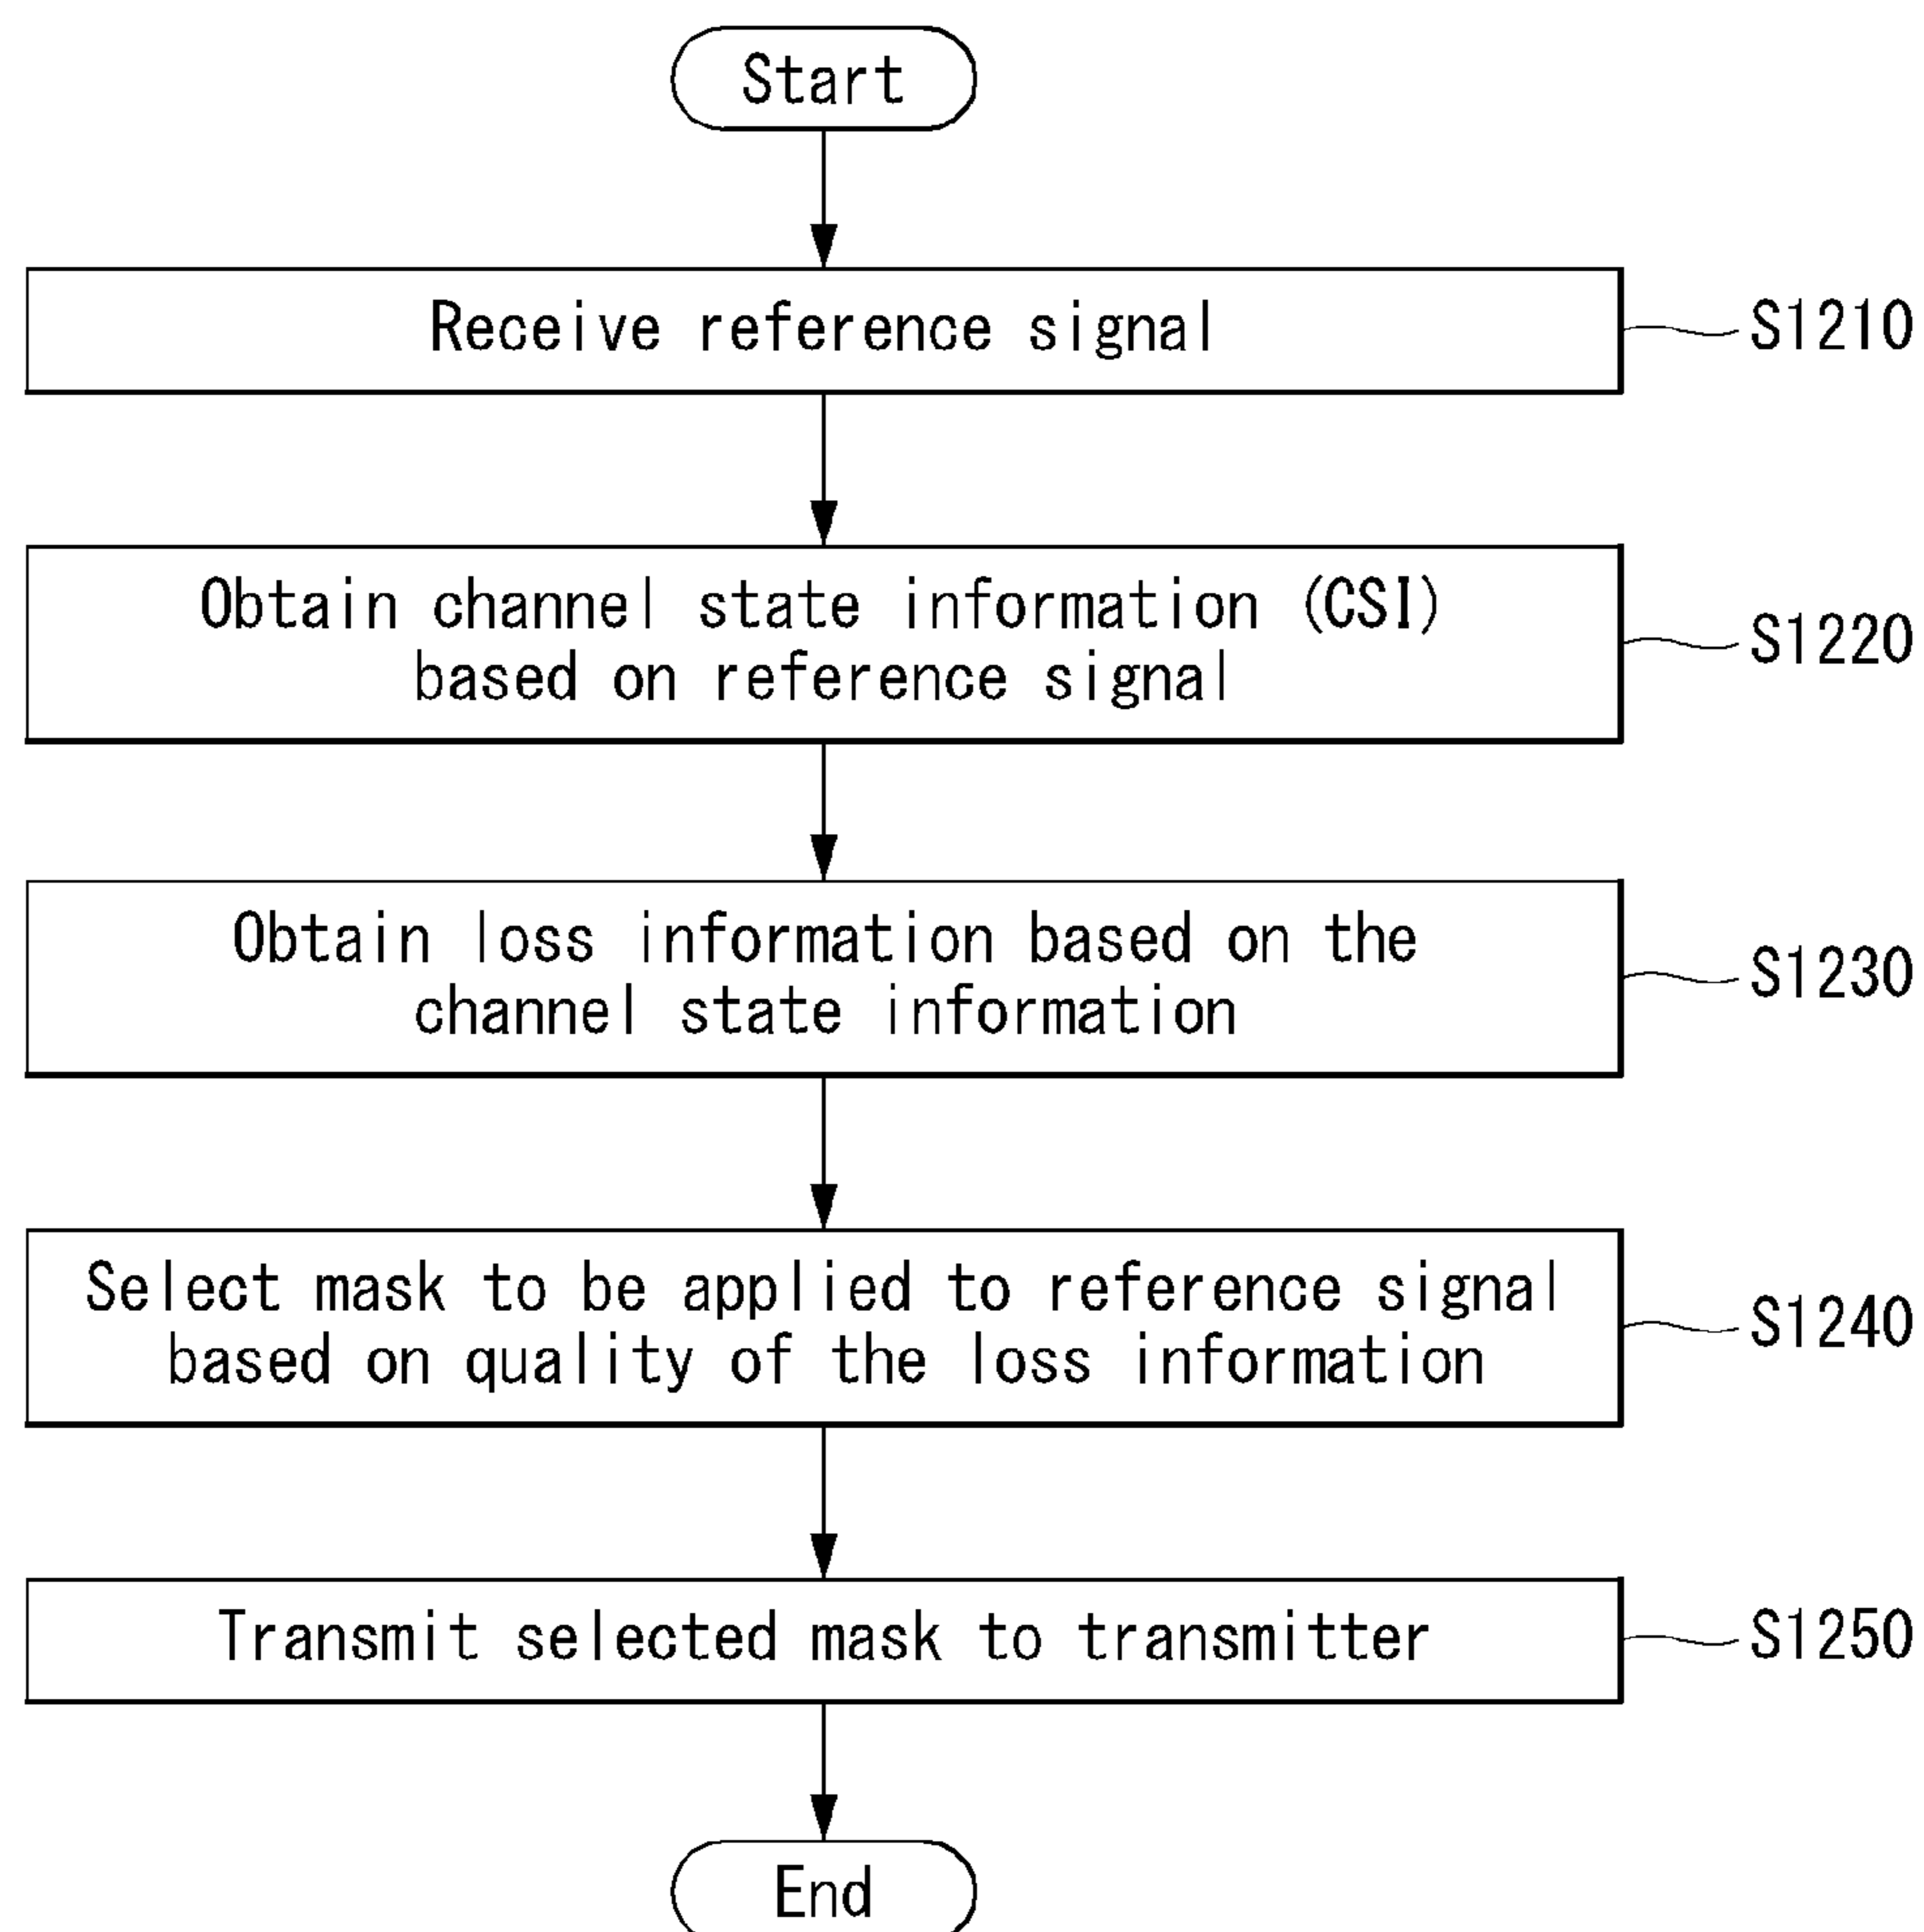 Start
Receive reference signal
S1210
Obtain channel state information (CSI)
based on reference signal
S1220
Obtain loss information based on the
channel state information
S1230
Select mask to be applied to reference signal
based on quality of the loss information
S1240
Transmit selected mask to transmitter
S1250
End